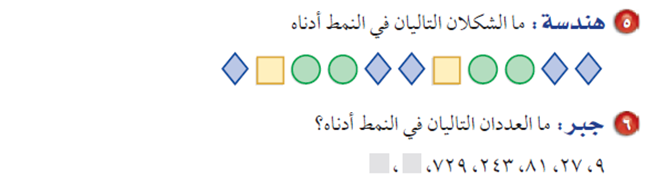 ٥ هندسة: ما الشكلان التاليان في النمط أدناه
٦ جبر: ما العددان التاليان في النمط أدناه؟
٩، ٢٧، ٨١، ٢٤٣، ٧٢٩، ،